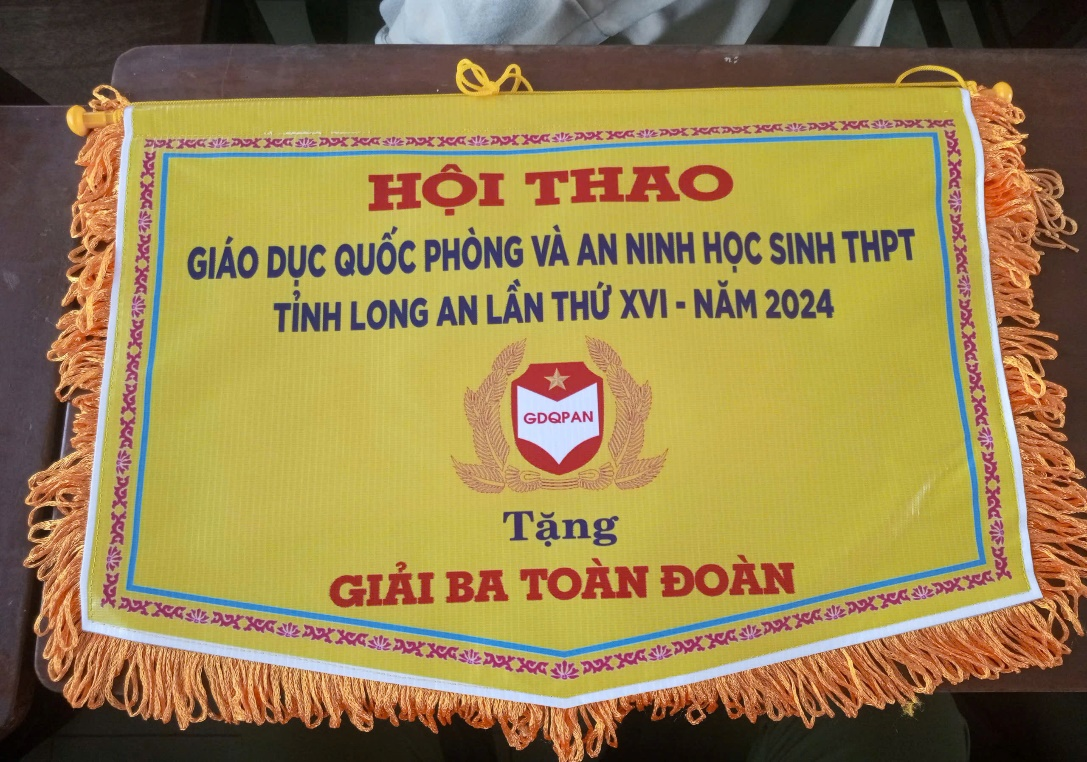 HỘI THAO
GIÁO DỤC QUỐC PHÒNG VÀ AN NINH HỌC SINH THPT
TỈNH LONG AN LẦN THỨ XVI - NĂM 2024
GDQPAN
Tặng
GIẢI BA TOÀN ĐOÀN